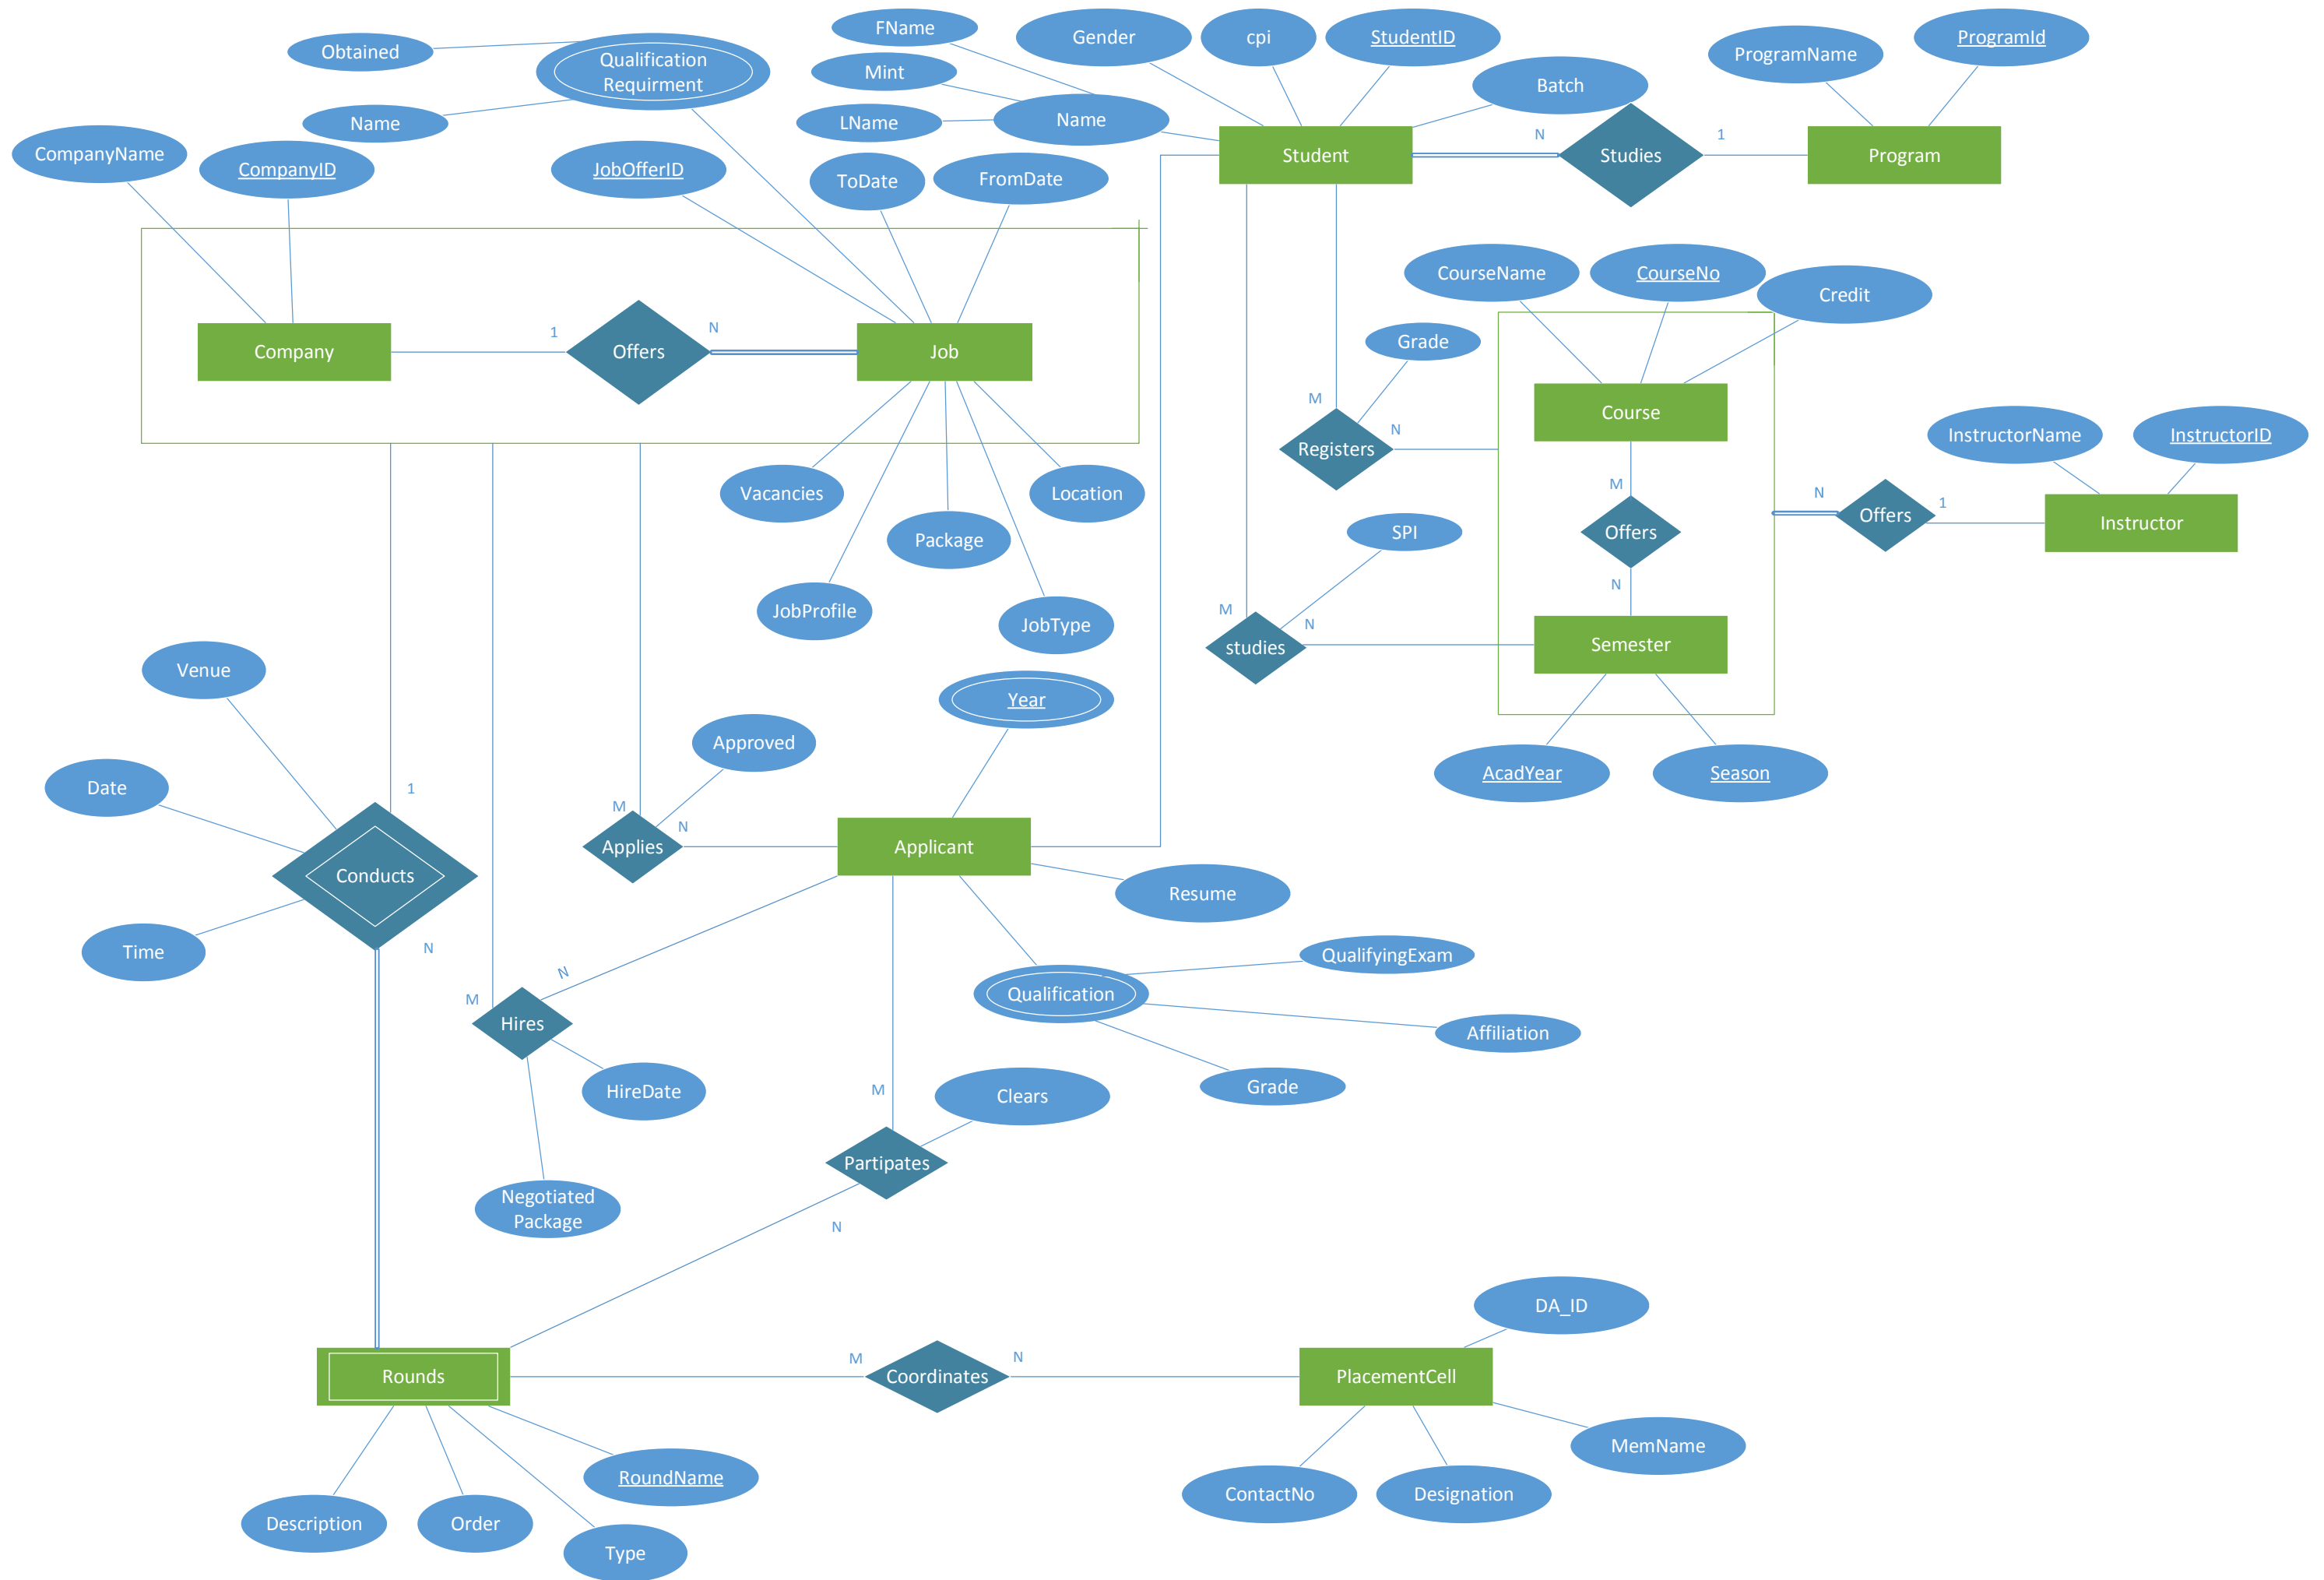 FName
Gender
cpi
StudentID
ProgramName
ProgramId
Obtained
Qualification
Requirment
Mint
Batch
Name
LName
Name
CompanyName
CompanyID
JobOfferID
ToDate
FromDate
Student
N
Studies
1
Program
CourseName
CourseNo
Credit
Company
1
Offers
N
Job
Grade
Course
M
Registers
N
InstructorName
InstructorID
Vacancies
Location
M
N
Offers
1
Instructor
Package
SPI
Offers
N
JobProfile
JobType
M
studies
N
Semester
Venue
Year
Approved
AcadYear
Season
Date
1
M
Applies
N
Applicant
Conducts
Resume
Time
N
QualifyingExam
N
M
Qualification
Hires
Affiliation
HireDate
M
Clears
Grade
Partipates
Negotiated
Package
N
DA_ID
Rounds
M
Coordinates
N
PlacementCell
RoundName
MemName
ContactNo
Designation
Description
Order
Type